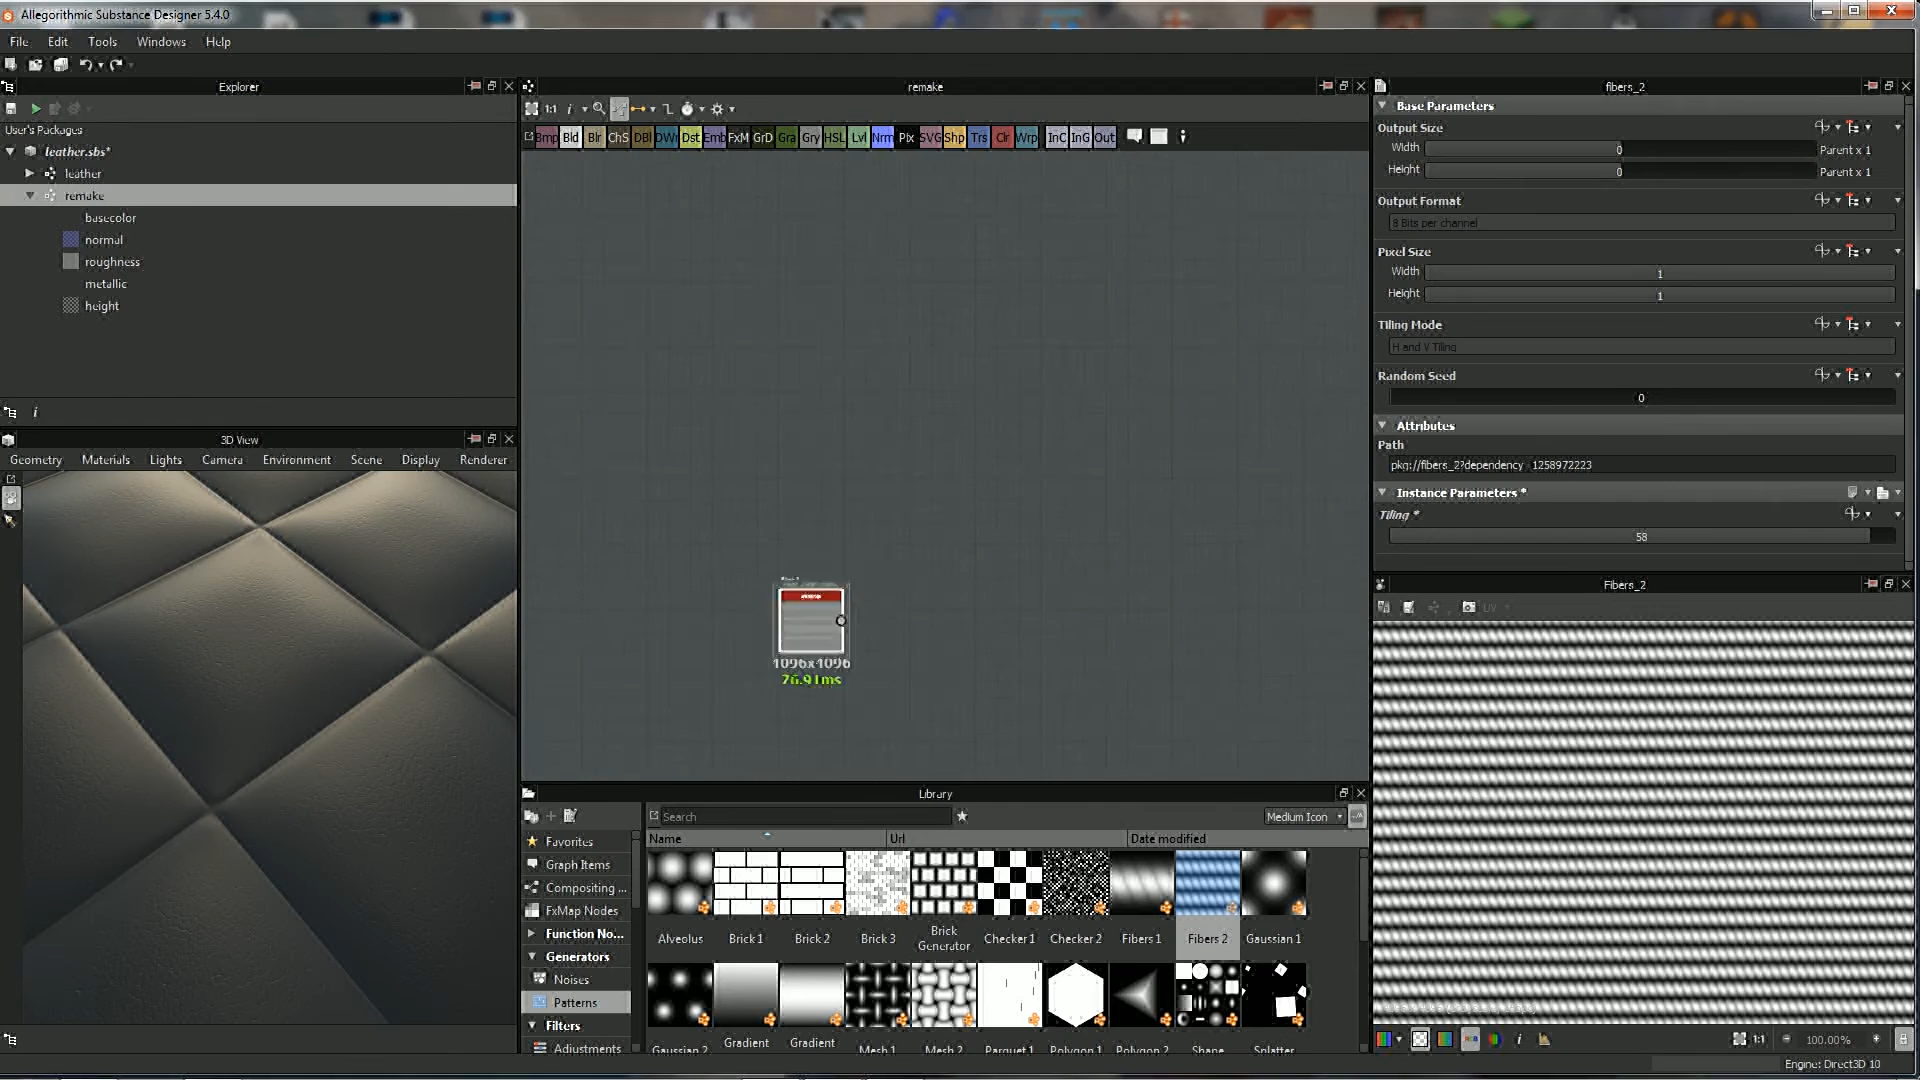 Allegorithmic Substance Designer 5.4.0
File Edit Tools Windows Help
Explorer
User's Packages
leather.sbs*
leather
remake
basecolor
normal
roughness
metallic
height
3D View
Geometry Materials Lights Camera Environment Scene Display Renderer
remake
1:1
Bmp Bld Blr ChS DBl DWr Dst Emb FxM GrD Gra Gry HSL Lvl Nrm Pix SVG Shp Trs Clr Wrp InC InG Out
1096x1096
26.91ms
Library
Search
Medium Icon
Name Url Date modified
Favorites
Graph Items
Compositing ...
FxMap Nodes
Function No...
Generators
Noises
Patterns
Filters
Adjustments
Alveolus Brick 1 Brick 2 Brick 3 Brick Generator Checker 1 Checker 2 Fibers 1 Fibers 2 Gaussian 1
Gaussian 2 Gradient Gradient Mesh 1 Mesh 2 Parquet 1 Polygon 1 Polygon 2 Shape Splatter
fibers_2
Base Parameters
Output Size
Width 0 Parent x 1
Height 0 Parent x 1
Output Format
8 Bits per channel
Pixel Size
Width 1
Height 1
Tiling Mode
H and V Tiling
Random Seed
0
Attributes
Path
pkg://fibers_2?dependency 1258972223
Instance Parameters *
Tiling *
58
Fibers_2
UV
1:1 100.00%
Engine: Direct3D 10